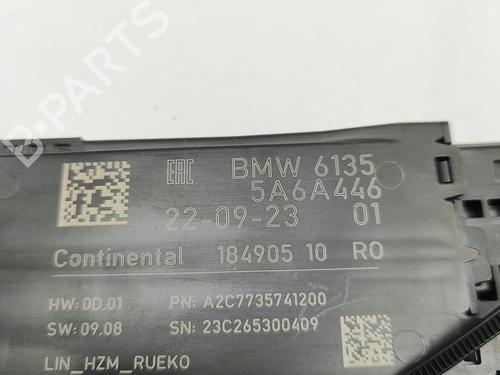 EAC BMW 6135
5A6A446
22-09-23 01
Continental 184905 10 RO
HW: 0D.01 PN: A2C7735741200
SW: 09.08 SN: 23C265300409
LIN_HZM_RUEKO
B-PARTS